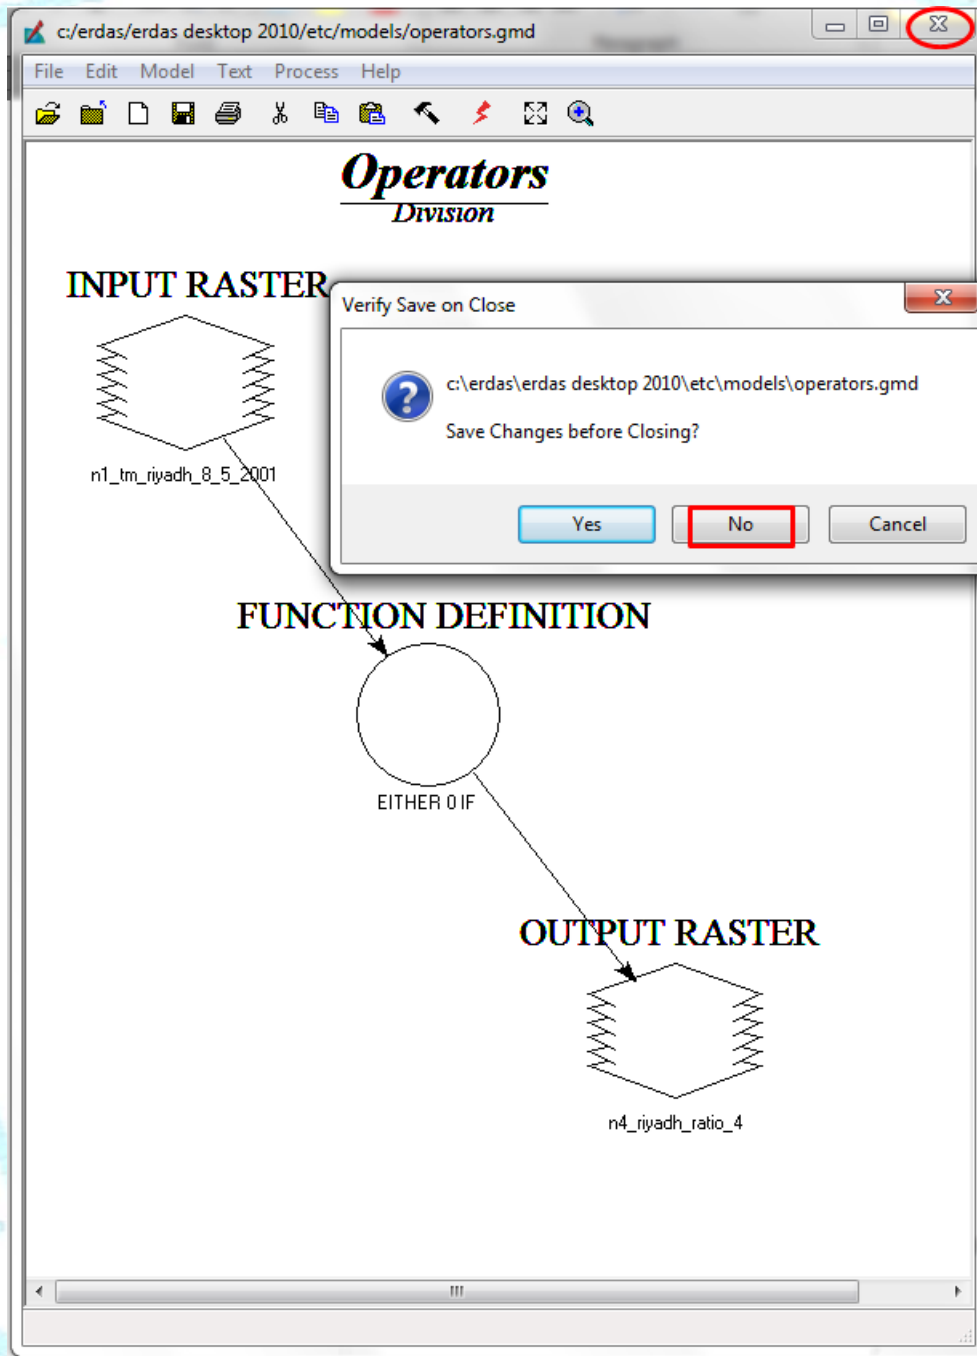 c:/erdas/erdas desktop 2010/etc/models/operators.gmd
File Edit Model Text Process Help
Operators
Division
INPUT RASTER
n1_tm_riyadh_8_5_2001
Verify Save on Close
c:\erdas\erdas desktop 2010\etc\models\operators.gmd
Save Changes before Closing?
Yes No Cancel
FUNCTION DEFINITION
EITHER 0 IF
OUTPUT RASTER
n4_riyadh_ratio_4